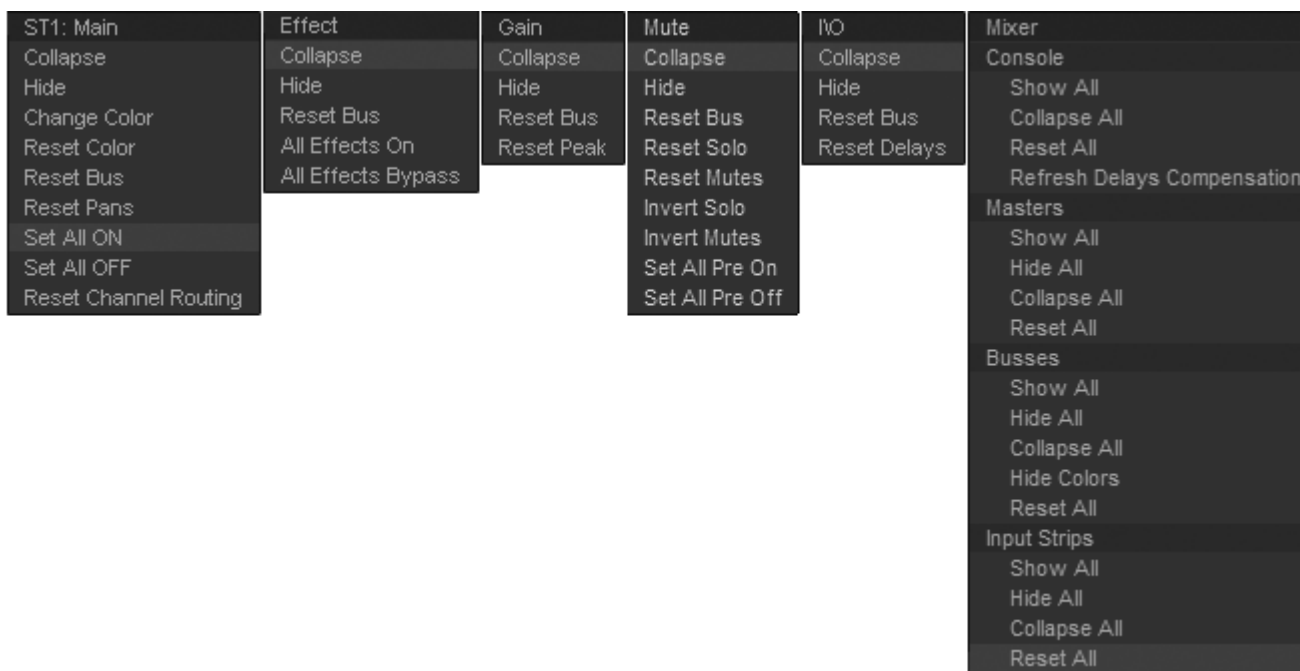 ST1: Main
Collapse
Hide
Change Color
Reset Color
Reset Bus
Reset Pans
Set All ON
Set All OFF
Reset Channel Routing
Effect
Collapse
Hide
Reset Bus
All Effects On
All Effects Bypass
Gain
Collapse
Hide
Reset Bus
Reset Peak
Mute
Collapse
Hide
Reset Bus
Reset Solo
Reset Mutes
Invert Solo
Invert Mutes
Set All Pre On
Set All Pre Off
I\O
Collapse
Hide
Reset Bus
Reset Delays
Mixer
Console
Show All
Collapse All
Reset All
Refresh Delays Compensation
Masters
Show All
Hide All
Collapse All
Reset All
Busses
Show All
Hide All
Collapse All
Hide Colors
Reset All
Input Strips
Show All
Hide All
Collapse All
Reset All